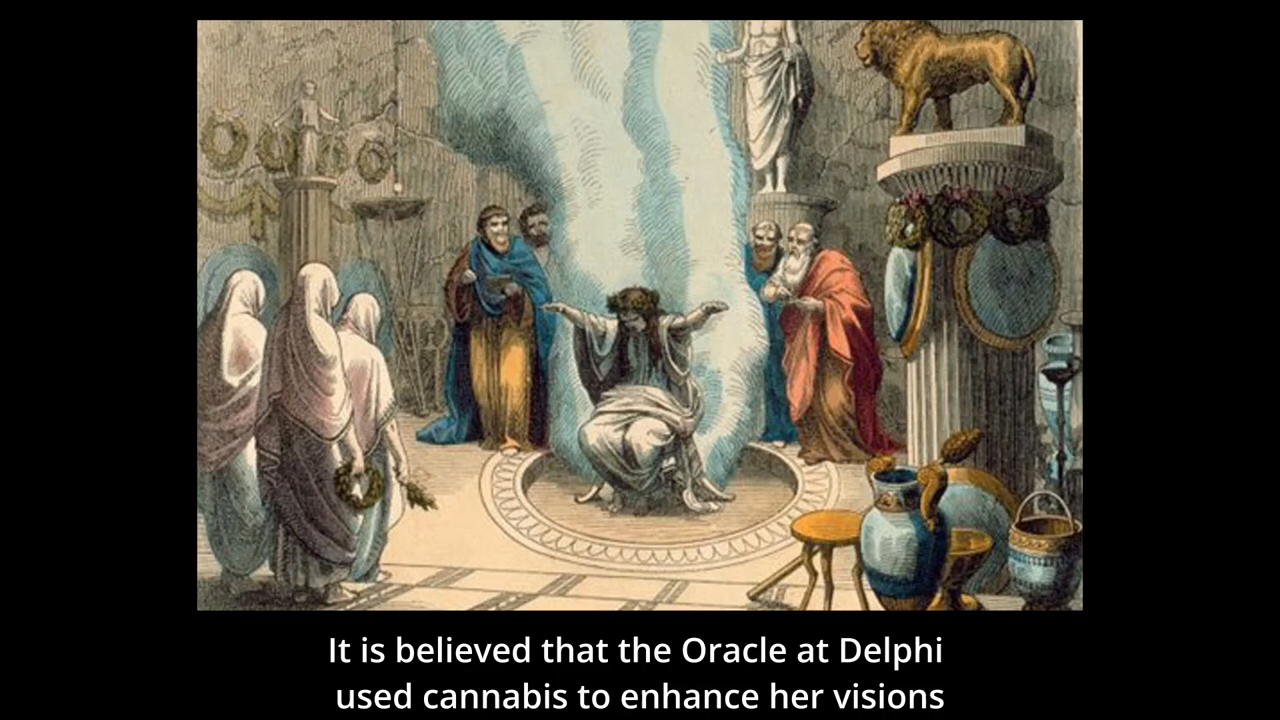 It is believed that the Oracle at Delphi
used cannabis to enhance her visions